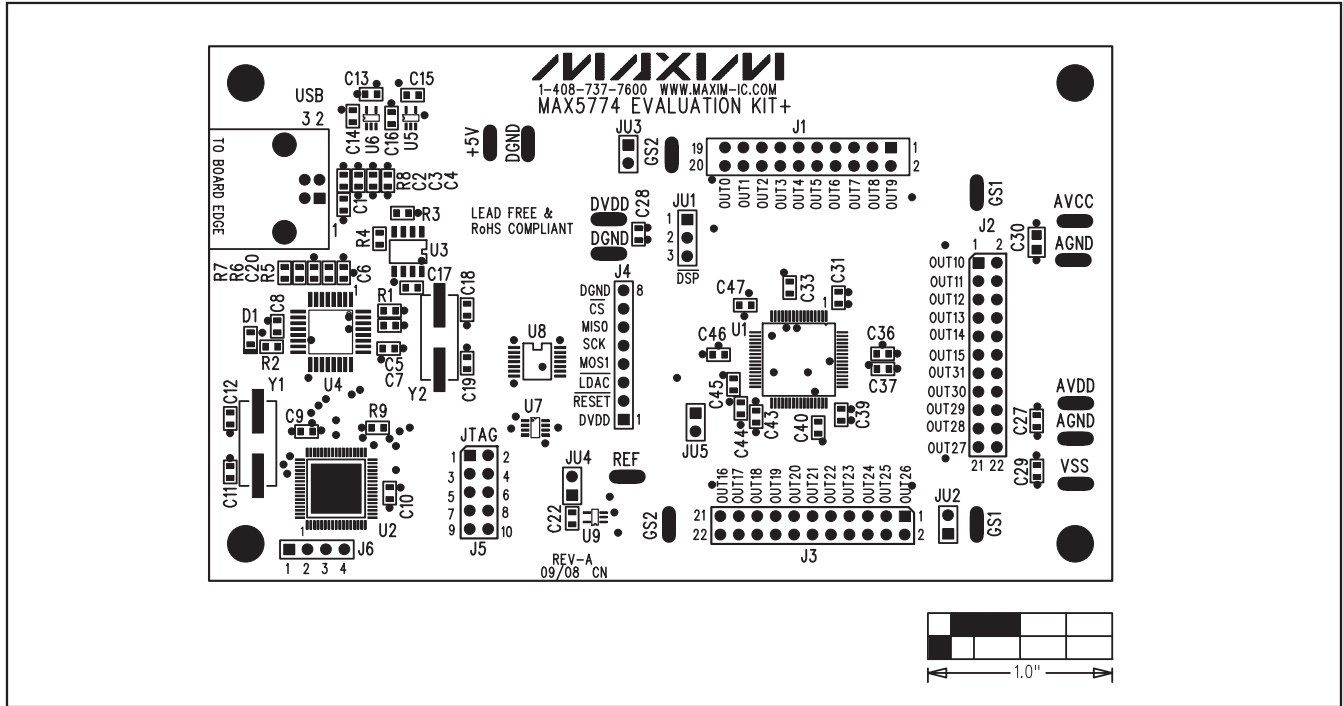 MAXIM
1-408-737-7600 WWW.MAXIM-IC.COM
MAX5774 EVALUATION KIT+
USB
3 2
TO BOARD EDGE
1
C13
C15
C14
U6
C16
U5
R8
C2
C3
C4
C1
R3
R4
U3
R7
R6
C20
R5
C6
C17
C18
1
D1
C8
R2
U4
R1
C5
C7
Y2
C19
C12
Y1
C9
R9
C11
C10
U2
1
J6
1 2 3 4
+5V
DGND
LEAD FREE &
RoHS COMPLIANT
JU3
GS2
DVDD
DGND
C28
JU1
1
2
3
DSP
J4
DGND 8
CS
MISO
SCK
MOS1
LDAC
RESET
DVDD 1
U8
U7
JTAG
1 2
3 4
5 6
7 8
9 10
J5
JU4
REF
C22
U9
GS2
REV-A
09/08 CN
J1
19 1
20 2
OUT0
OUT1
OUT2
OUT3
OUT4
OUT5
OUT6
OUT7
OUT8
OUT9
C47
C33
C31
1
U1
C46
C36
C37
C45
C44
C43
C40
C39
JU5
GS1
J2
1 2
OUT10
OUT11
OUT12
OUT13
OUT14
OUT15
OUT31
OUT30
OUT29
OUT28
OUT27
21 22
C30
AVCC
AGND
AVDD
C27
AGND
C29
VSS
OUT16
OUT17
OUT18
OUT19
OUT20
OUT21
OUT22
OUT23
OUT24
OUT25
OUT26
21 1
22 2
J3
JU2
GS1
1.0"